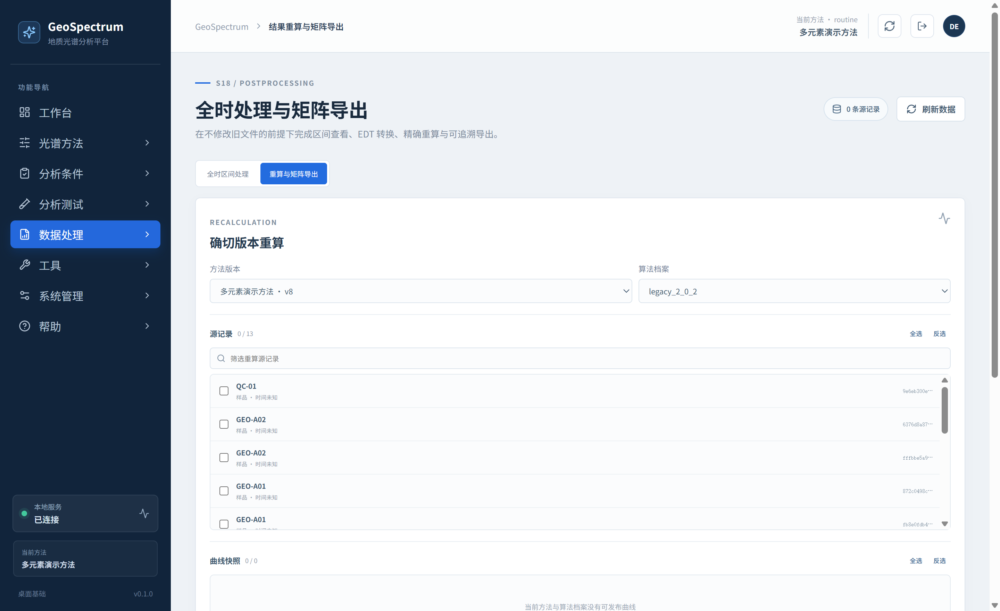 GeoSpectrum
地质光谱分析平台
功能导航
工作台
光谱方法
分析条件
分析测试
数据处理
工具
系统管理
帮助
本地服务
已连接
当前方法
多元素演示方法
桌面基础 v0.1.0
GeoSpectrum 结果重算与矩阵导出
当前方法 • routine
多元素演示方法
DE
S18 / POSTPROCESSING
全时处理与矩阵导出
在不修改旧文件的前提下完成区间查看、EDT 转换、精确重算与可追溯导出。
0 条源记录
刷新数据
全时区间处理 重算与矩阵导出
RECALCULATION
确切版本重算
方法版本 算法档案
多元素演示方法 • v8 legacy_2_0_2
源记录 0 / 13 全选 反选
筛选重算源记录
QC-01
样品 • 时间未知
9e6eb300e…
GEO-A02
样品 • 时间未知
6376d8a87…
GEO-A02
样品 • 时间未知
fffbbe5a9…
GEO-A01
样品 • 时间未知
872c0498c…
GEO-A01
fb8e0fdb4…
曲线快照 0 / 0 全选 反选
当前方法与算法档案没有可发布曲线